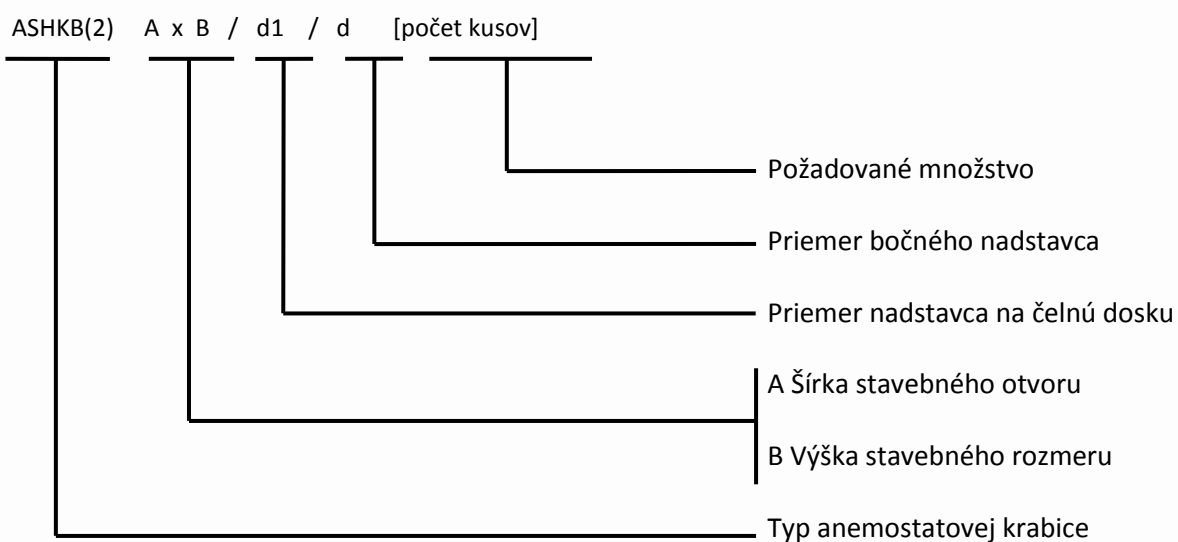 ASHKB(2) A x B / d1 / d [počet kusov]
Požadované množstvo
Priemer bočného nadstavca
Priemer nadstavca na čelnú dosku
A Šírka stavebného otvoru
B Výška stavebného rozmeru
Typ anemostatovej krabice